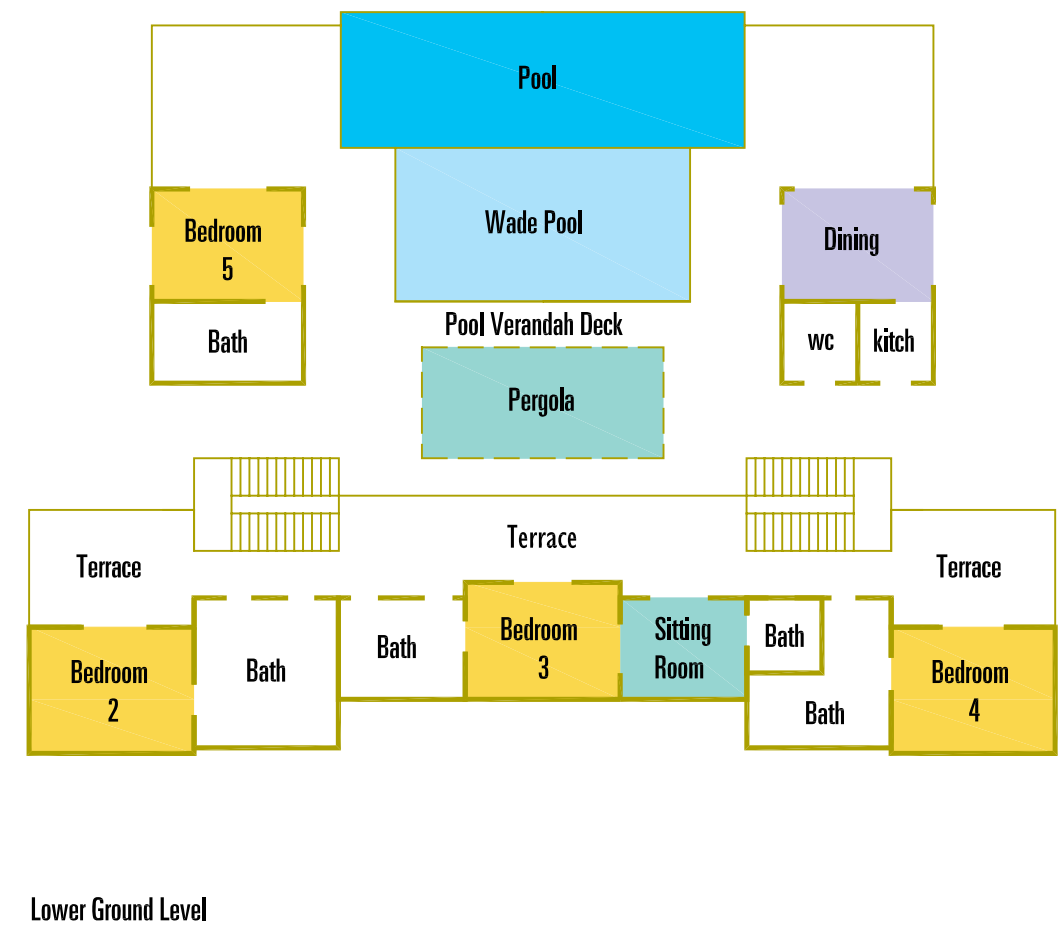 Pool
Wade Pool
Bedroom
5
Dining
Bath
wc
kitch
Pool Verandah Deck
Pergola
Terrace
Terrace
Terrace
Bedroom
2
Bath
Bath
Bedroom
3
Sitting
Room
Bath
Bath
Bedroom
4
Lower Ground Level